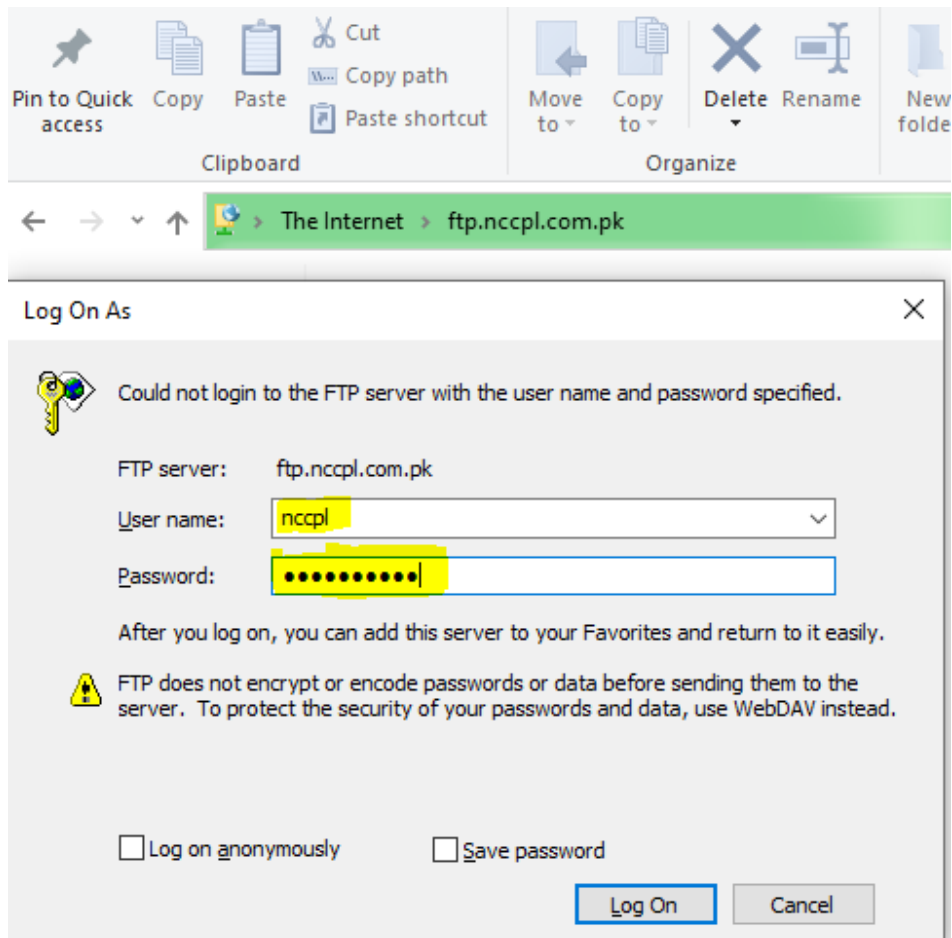 Cut
Copy path
Paste shortcut
Pin to Quick access
Copy
Paste
Move to
Copy to
Delete
Rename
New
folde
Clipboard
Organize
The Internet > ftp.nccpl.com.pk
Log On As
Could not login to the FTP server with the user name and password specified.
FTP server: ftp.nccpl.com.pk
User name: nccpl
Password: ●●●●●●●●●●
After you log on, you can add this server to your Favorites and return to it easily.
FTP does not encrypt or encode passwords or data before sending them to the
server. To protect the security of your passwords and data, use WebDAV instead.
Log on anonymously
Save password
Log On
Cancel